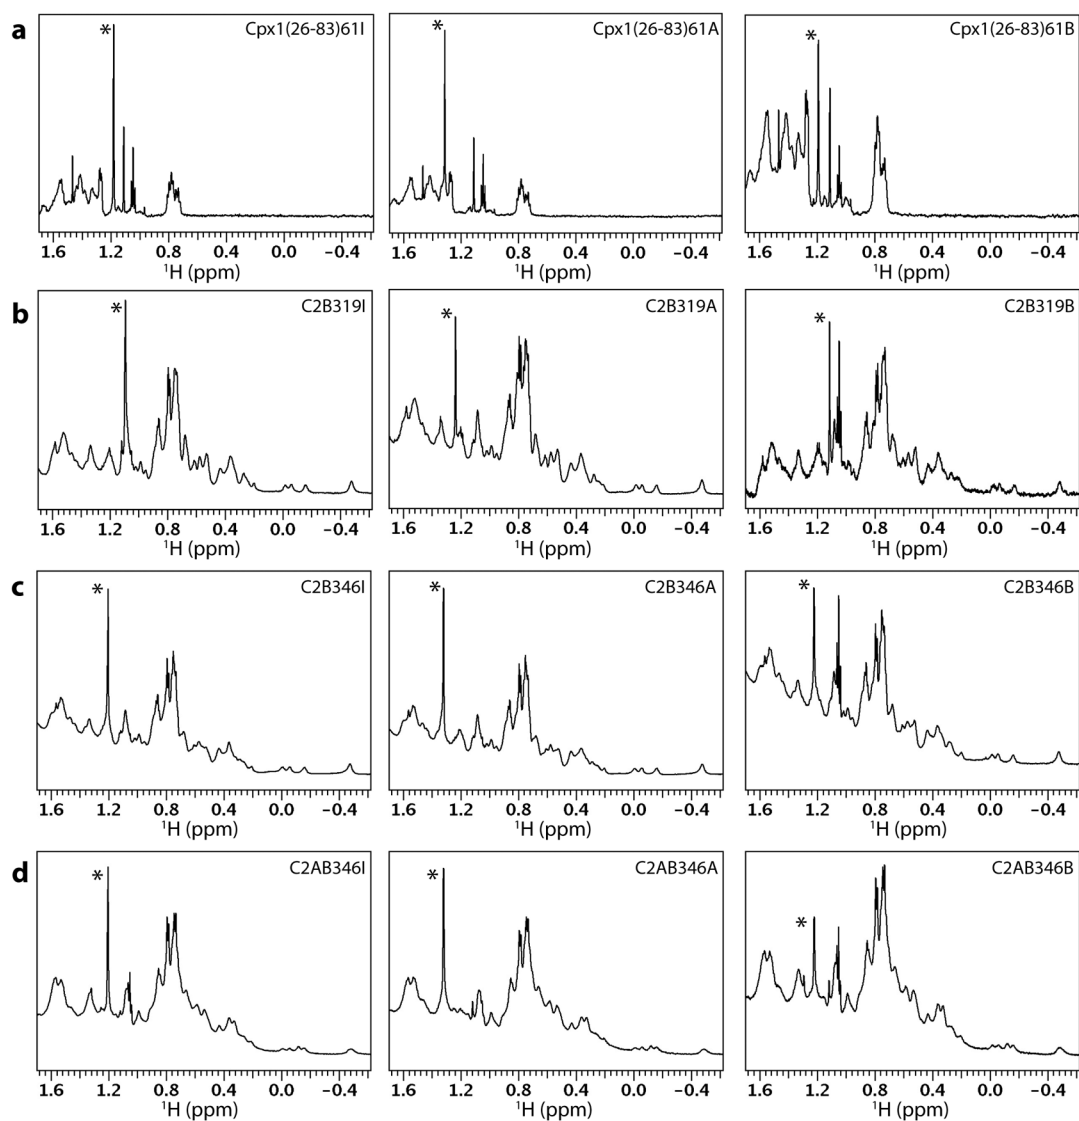 a
* Cpx1(26-83)61I
1.6 1.2 0.8 0.4 0.0 −0.4
¹H (ppm)
* Cpx1(26-83)61A
1.6 1.2 0.8 0.4 0.0 −0.4
¹H (ppm)
* Cpx1(26-83)61B
1.6 1.2 0.8 0.4 0.0 −0.4
¹H (ppm)
b
* C2B319I
1.6 1.2 0.8 0.4 0.0 −0.4
¹H (ppm)
* C2B319A
1.6 1.2 0.8 0.4 0.0 −0.4
¹H (ppm)
* C2B319B
1.6 1.2 0.8 0.4 0.0 −0.4
¹H (ppm)
c
* C2B346I
1.6 1.2 0.8 0.4 0.0 −0.4
¹H (ppm)
* C2B346A
1.6 1.2 0.8 0.4 0.0 −0.4
¹H (ppm)
* C2B346B
1.6 1.2 0.8 0.4 0.0 −0.4
¹H (ppm)
d
* C2AB346I
1.6 1.2 0.8 0.4 0.0 −0.4
¹H (ppm)
* C2AB346A
1.6 1.2 0.8 0.4 0.0 −0.4
¹H (ppm)
* C2AB346B
1.6 1.2 0.8 0.4 0.0 −0.4
¹H (ppm)